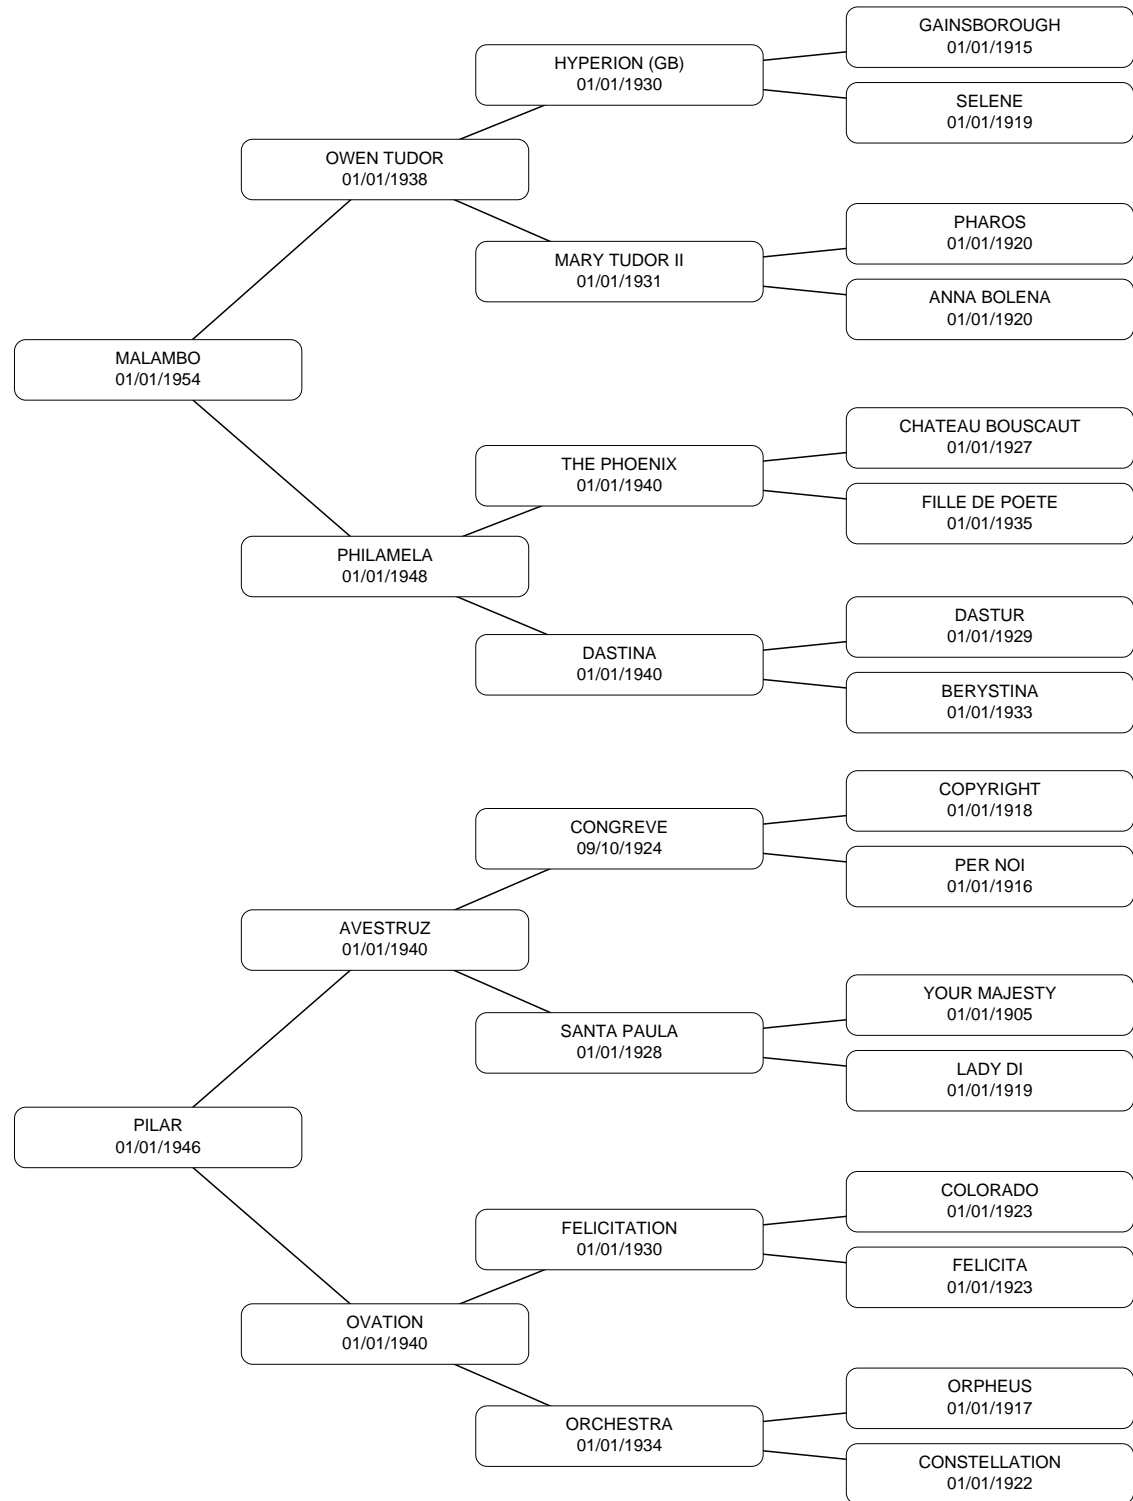 GAINSBOROUGH
01/01/1915
HYPERION (GB)
01/01/1930
SELENE
01/01/1919
OWEN TUDOR
01/01/1938
PHAROS
01/01/1920
MARY TUDOR II
01/01/1931
ANNA BOLENA
01/01/1920
MALAMBO
01/01/1954
CHATEAU BOUSCAUT
01/01/1927
THE PHOENIX
01/01/1940
FILLE DE POETE
01/01/1935
PHILAMELA
01/01/1948
DASTUR
01/01/1929
DASTINA
01/01/1940
BERYSTINA
01/01/1933
COPYRIGHT
01/01/1918
CONGREVE
09/10/1924
PER NOI
01/01/1916
AVESTRUZ
01/01/1940
YOUR MAJESTY
01/01/1905
SANTA PAULA
01/01/1928
LADY DI
01/01/1919
PILAR
01/01/1946
COLORADO
01/01/1923
FELICITATION
01/01/1930
FELICITA
01/01/1923
OVATION
01/01/1940
ORPHEUS
01/01/1917
ORCHESTRA
01/01/1934
CONSTELLATION
01/01/1922